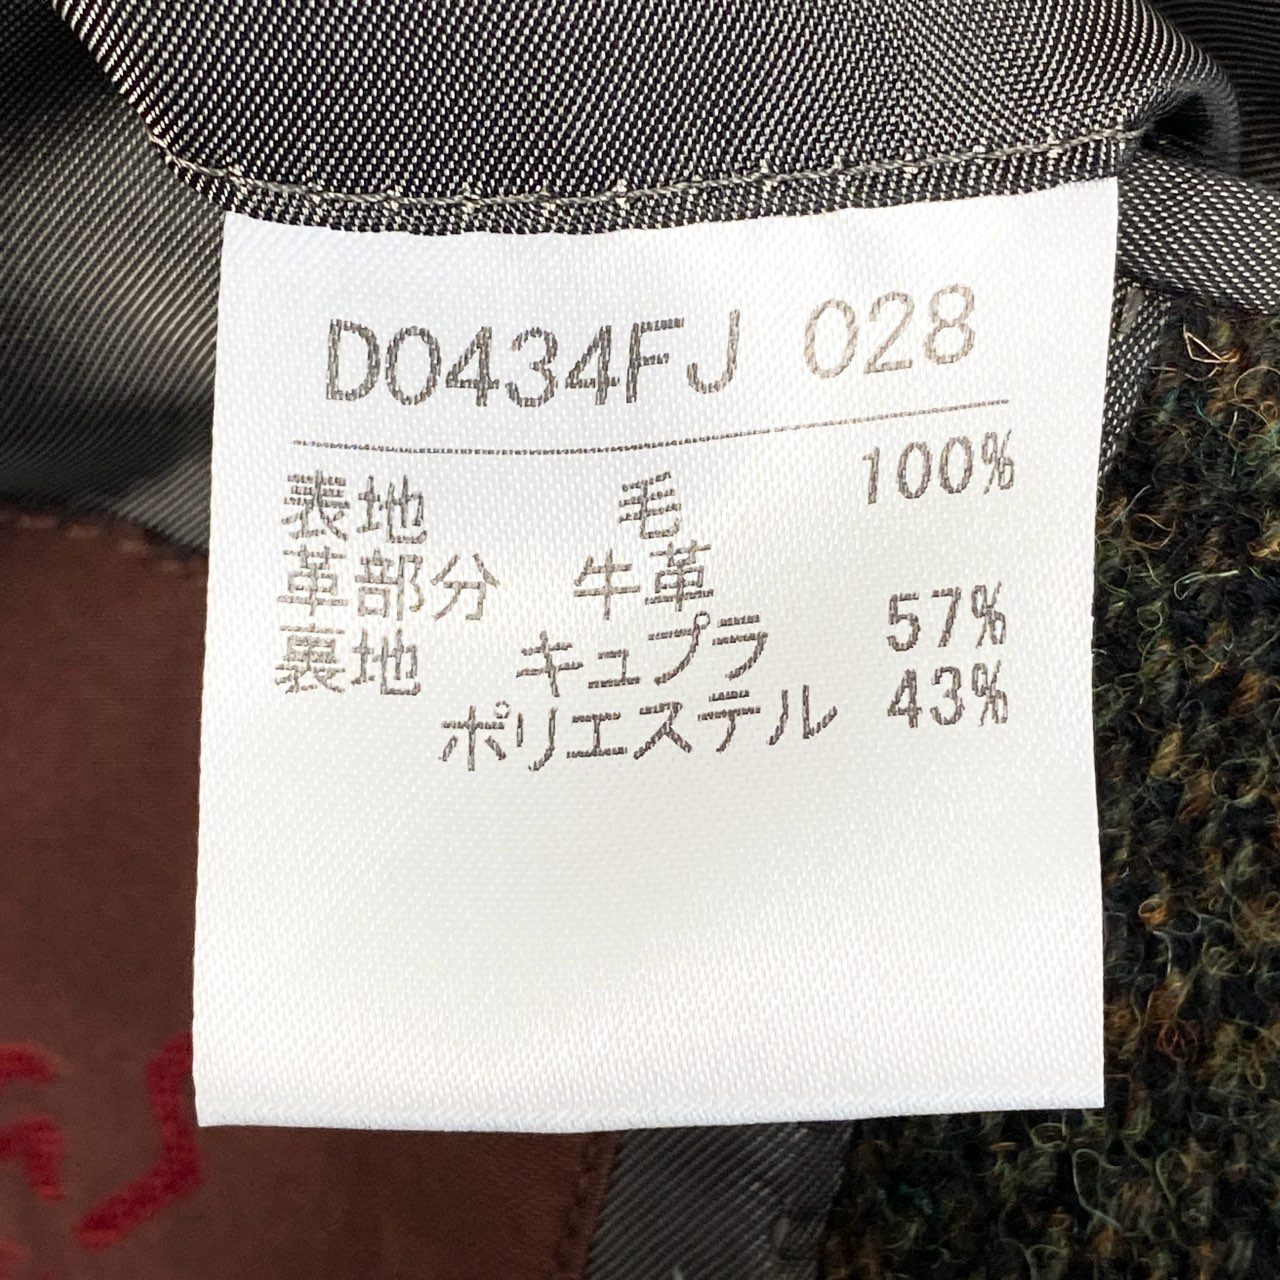 D0434FJ 028
表地 毛 100%
革部分 牛革
裏地 キュプラ 57%
ポリエステル 43%